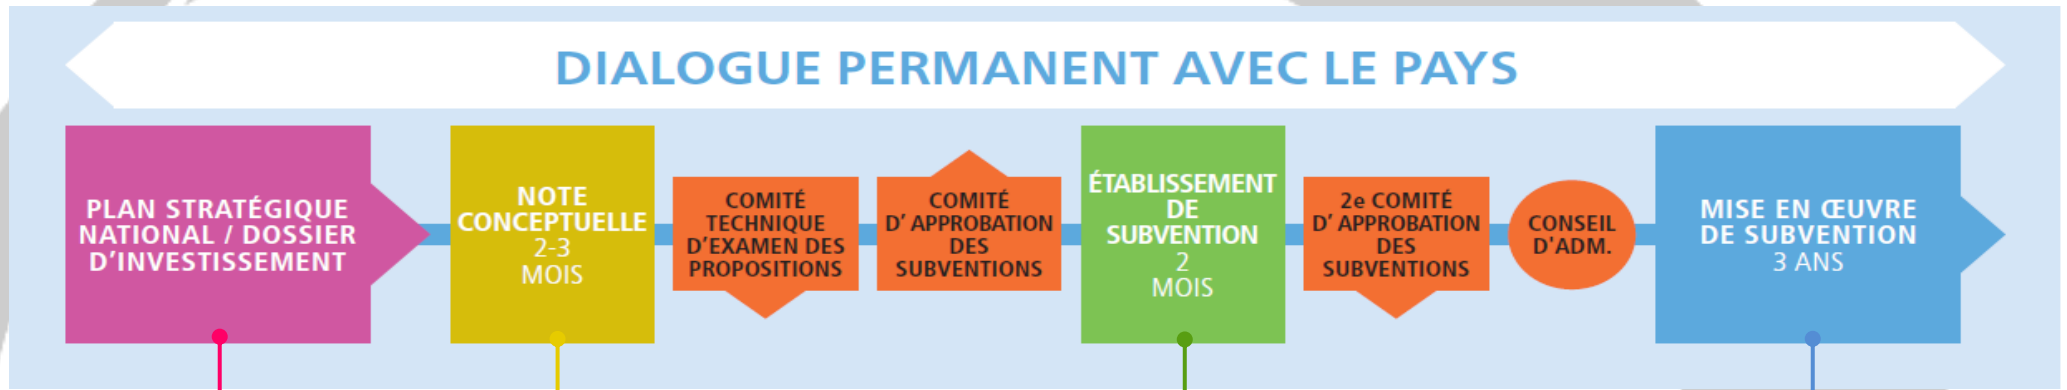 DIALOGUE PERMANENT AVEC LE PAYS
PLAN STRATÉGIQUE
NATIONAL / DOSSIER
D'INVESTISSEMENT
NOTE
CONCEPTUELLE
2-3
MOIS
COMITÉ
TECHNIQUE
D'EXAMEN DES
PROPOSITIONS
COMITÉ
D' APPROBATION
DES
SUBVENTIONS
ÉTABLISSEMENT
DE
SUBVENTION
2
MOIS
2e COMITÉ
D' APPROBATION
DES
SUBVENTIONS
CONSEIL
D'ADM.
MISE EN ŒUVRE
DE SUBVENTION
3 ANS